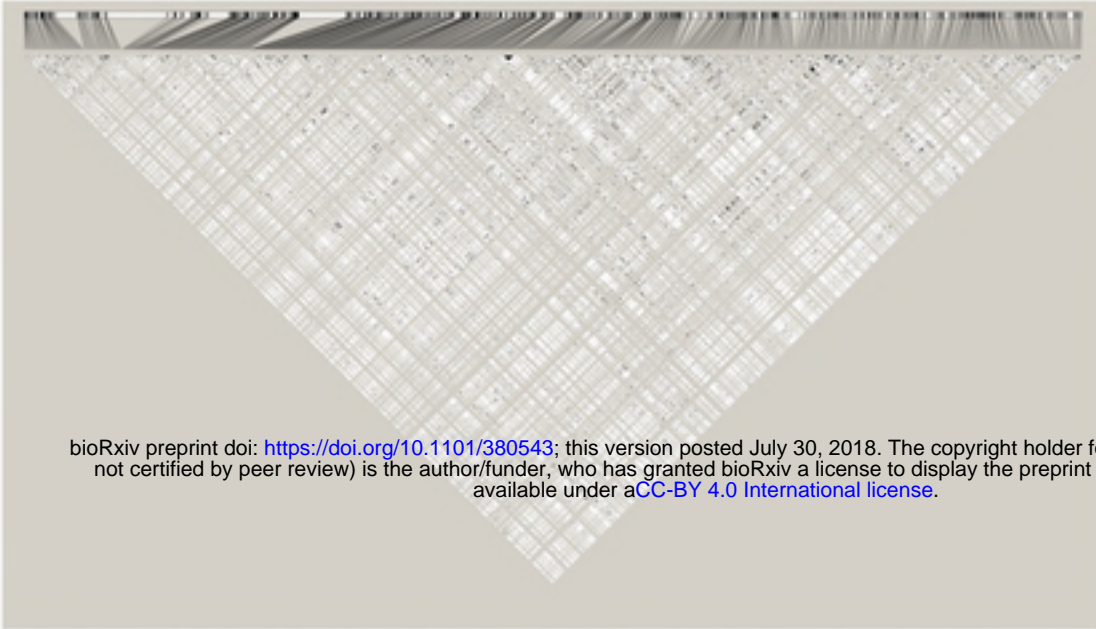 bioRxiv preprint doi: https://doi.org/10.1101/380543; this version posted July 30, 2018. The copyright holder
not certified by peer review) is the author/funder, who has granted bioRxiv a license to display the preprint
available under aCC-BY 4.0 International license.